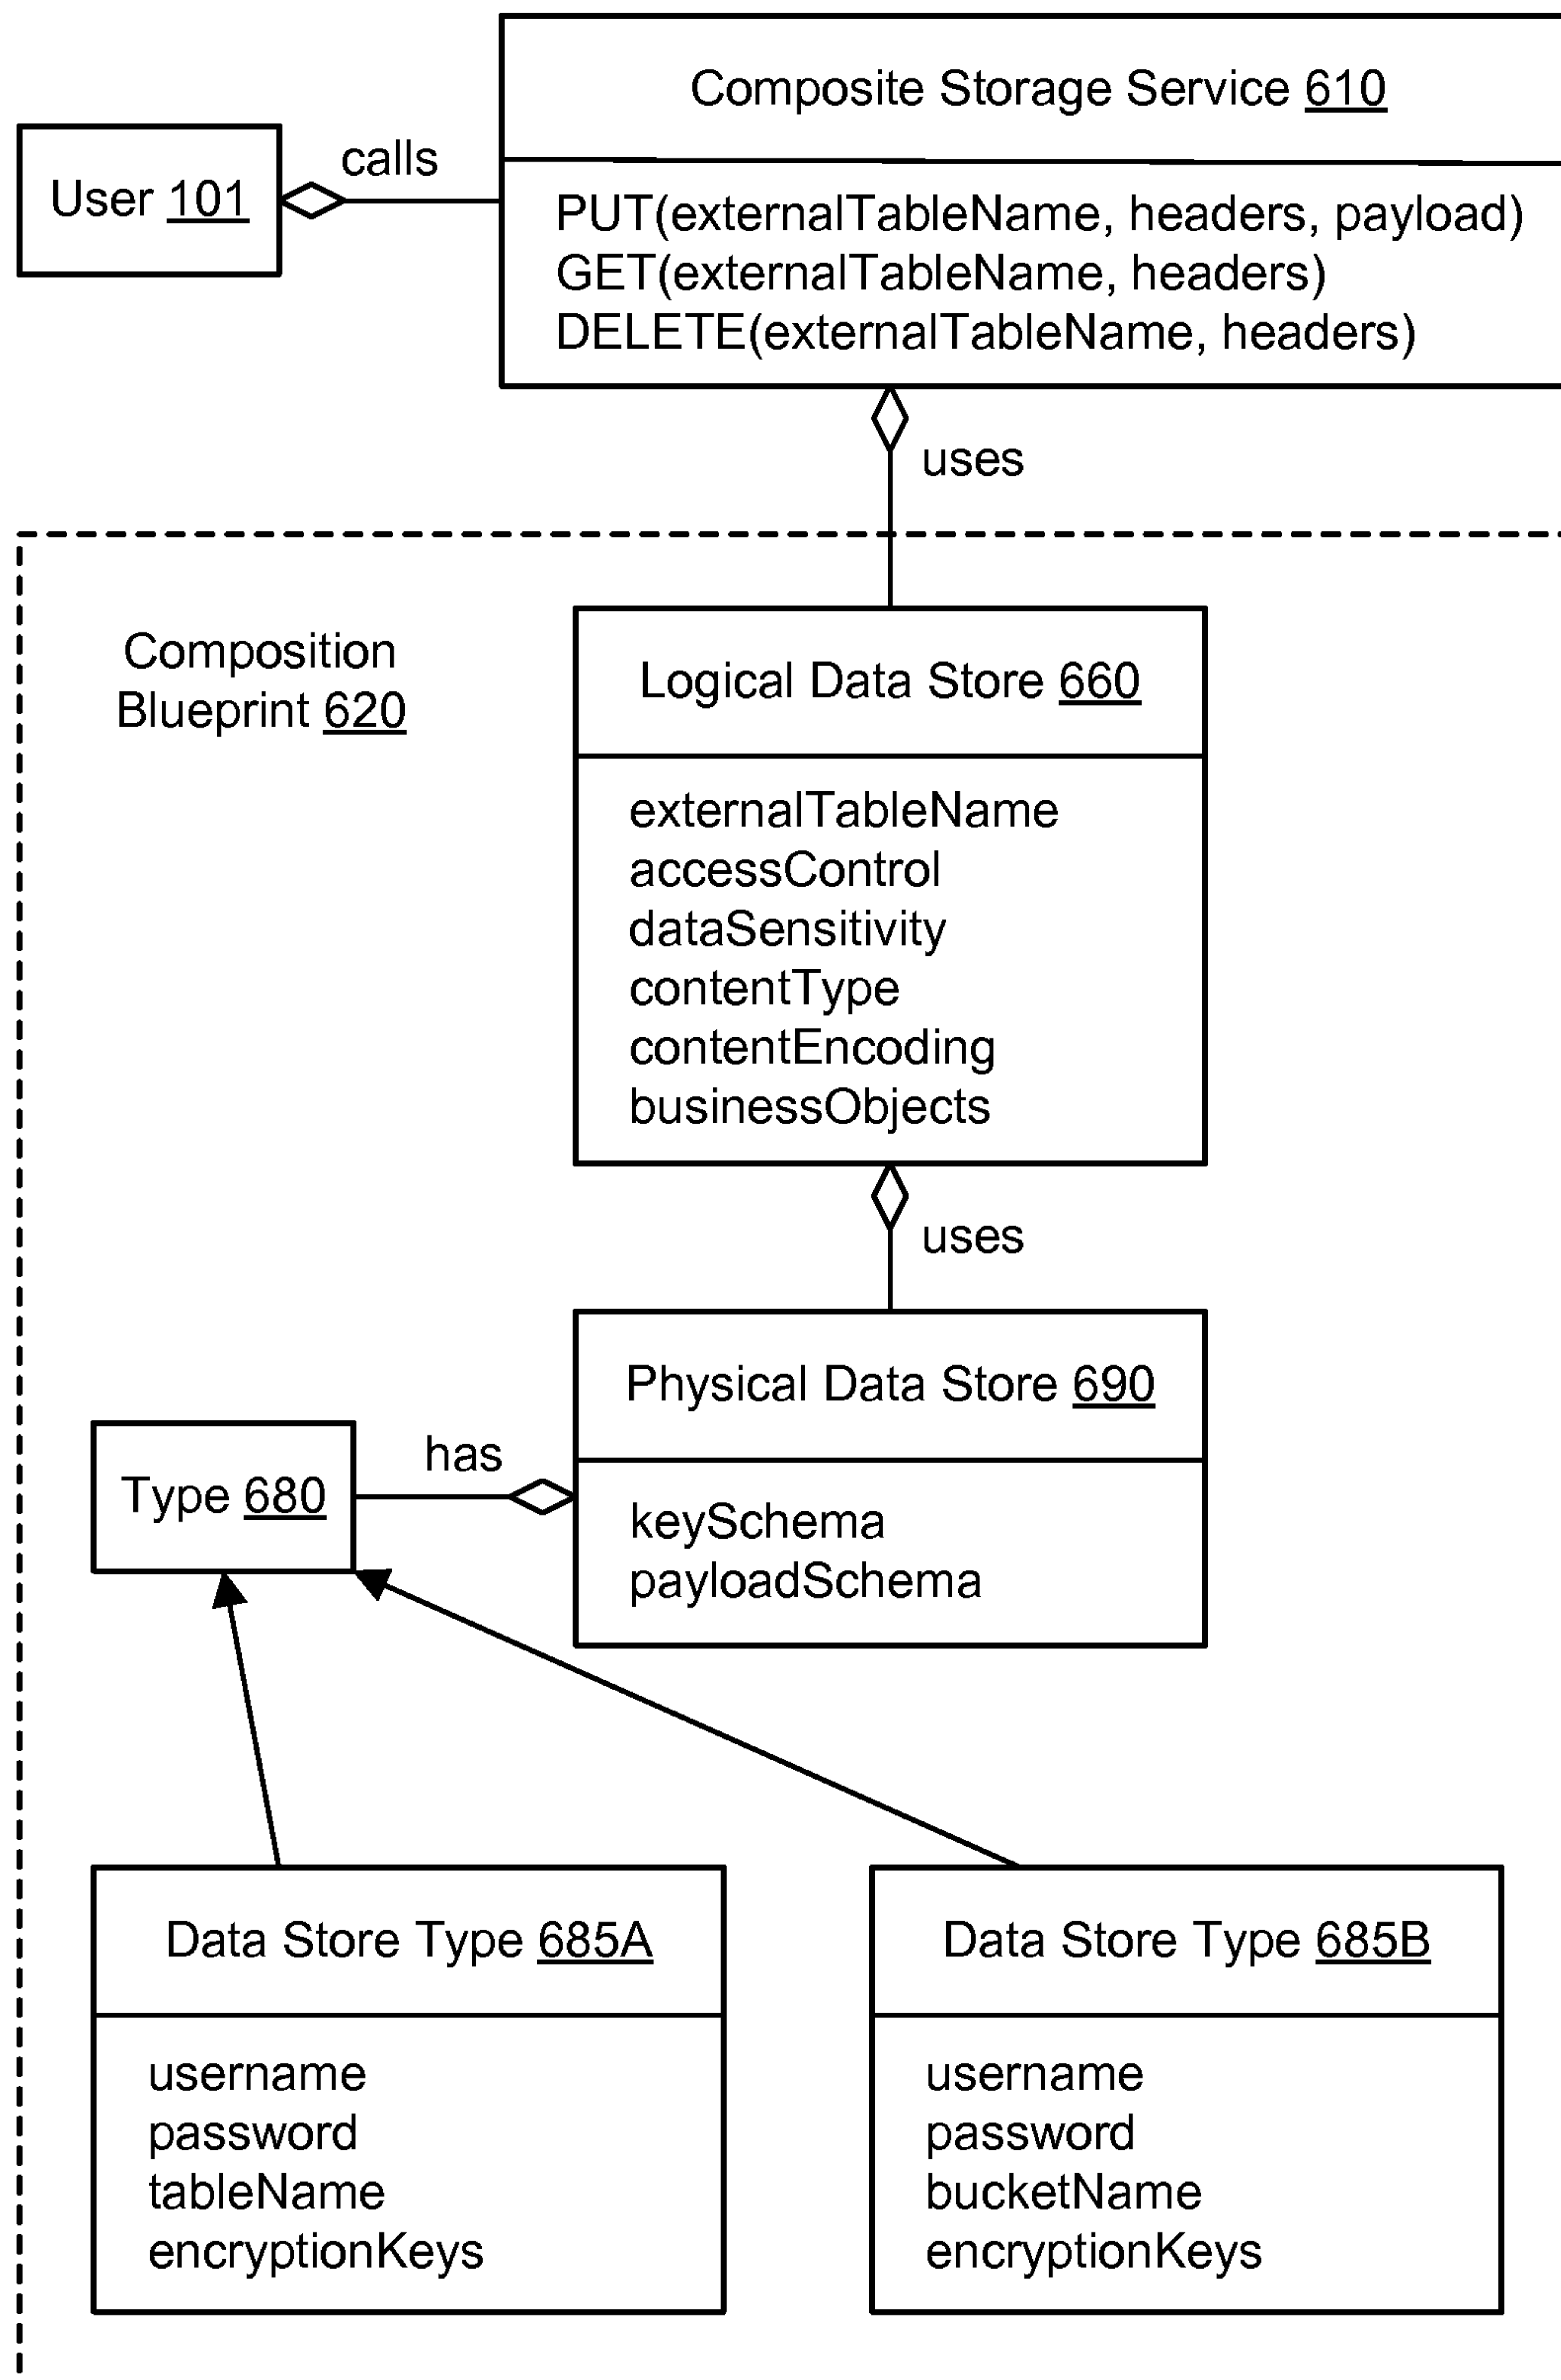 Composite Storage Service 610
User 101
calls
PUT(externalTableName, headers, payload)
GET(externalTableName, headers)
DELETE(externalTableName, headers)
uses
Composition
Blueprint 620
Logical Data Store 660
externalTableName
accessControl
dataSensitivity
contentType
contentEncoding
businessObjects
uses
Physical Data Store 690
keySchema
payloadSchema
has
Type 680
Data Store Type 685A
username
password
tableName
encryptionKeys
Data Store Type 685B
username
password
bucketName
encryptionKeys